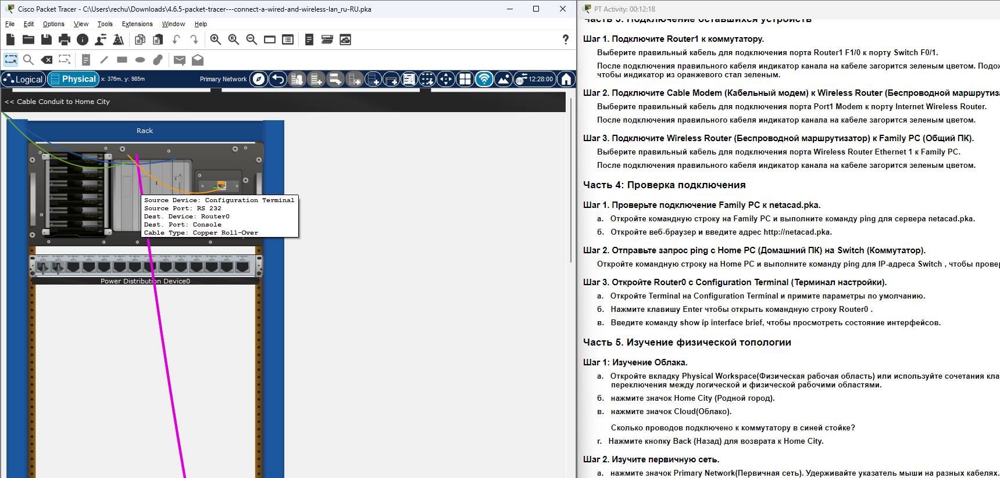 Cisco Packet Tracer - C:\Users\rechu\Downloads\4.6.5-packet-tracer---connect-a-wired-and-wireless-lan_ru-RU.pka
File Edit Options View Tools Extensions Window Help
Logical Physical x: 376m, y: 985m Primary Network 12:28:00
<< Cable Conduit to Home City
Rack
Source Device: Configuration Terminal
Source Port: RS 232
Dest. Device: Router0
Dest. Port: Console
Cable Type: Copper Roll-Over
Power Distribution Device0
PT Activity: 00:12:18
Часть 3. Подключение оставшихся устройств
Шаг 1. Подключите Router1 к коммутатору.
Выберите правильный кабель для подключения порта Router1 F1/0 к порту Switch F0/1.
После подключения правильного кабеля индикатор канала на кабеле загорится зеленым цветом.
чтобы индикатор из оранжевого стал зеленым.
Шаг 2. Подключите Cable Modem (Кабельный модем) к Wireless Router (Беспроводной маршрутиза
Выберите правильный кабель для подключения порта Port1 Modem к порту Internet Wireless Router.
После подключения правильного кабеля индикатор канала на кабеле загорится зеленым цветом.
Шаг 3. Подключите Wireless Router (Беспроводной маршрутизатор) к Family PC (Общий ПК).
Выберите правильный кабель для подключения порта Wireless Router Ethernet 1 к Family PC.
После подключения правильного кабеля индикатор канала на кабеле загорится зеленым цветом.
Часть 4: Проверка подключения
Шаг 1. Проверьте подключение Family PC к netacad.pka.
а. Откройте командную строку на Family PC и выполните команду ping для сервера netacad.pka.
б. Откройте веб-браузер и введите адрес http://netacad.pka.
Шаг 2. Отправьте запрос ping с Home PC (Домашний ПК) на Switch (Коммутатор).
Откройте командную строку на Home PC и выполните команду ping для IP-адреса Switch , чтобы провер
Шаг 3. Откройте Router0 с Configuration Terminal (Терминал настройки).
а. Откройте Terminal на Configuration Terminal и примите параметры по умолчанию.
б. Нажмите клавишу Enter чтобы открыть командную строку Router0 .
в. Введите команду show ip interface brief, чтобы просмотреть состояние интерфейсов.
Часть 5. Изучение физической топологии
Шаг 1: Изучение Облака.
а. Откройте вкладку Physical Workspace(Физическая рабочая область) или используйте сочетания кла
переключения между логической и физической рабочими областями.
б. нажмите значок Home City (Родной город).
в. нажмите значок Cloud(Облако).
Сколько проводов подключено к коммутатору в синей стойке?
г. Нажмите кнопку Back (Назад) для возврата к Home City.
Шаг 2. Изучите первичную сеть.
а. нажмите значок Primary Network(Первичная сеть). Удерживайте указатель мыши на разных кабелях.